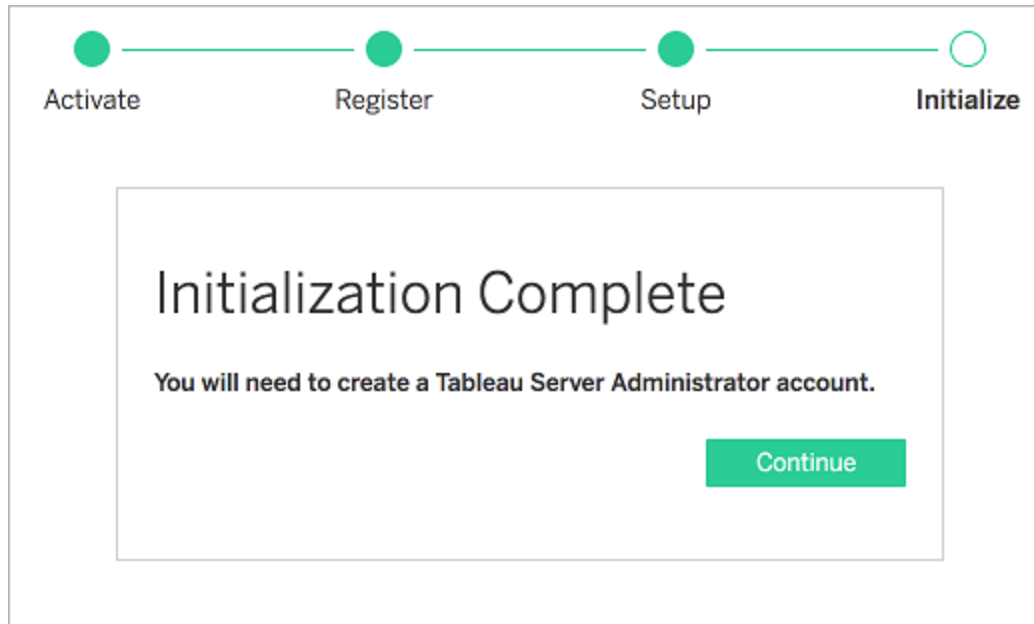 Activate Register Setup Initialize
Initialization Complete
You will need to create a Tableau Server Administrator account.
Continue